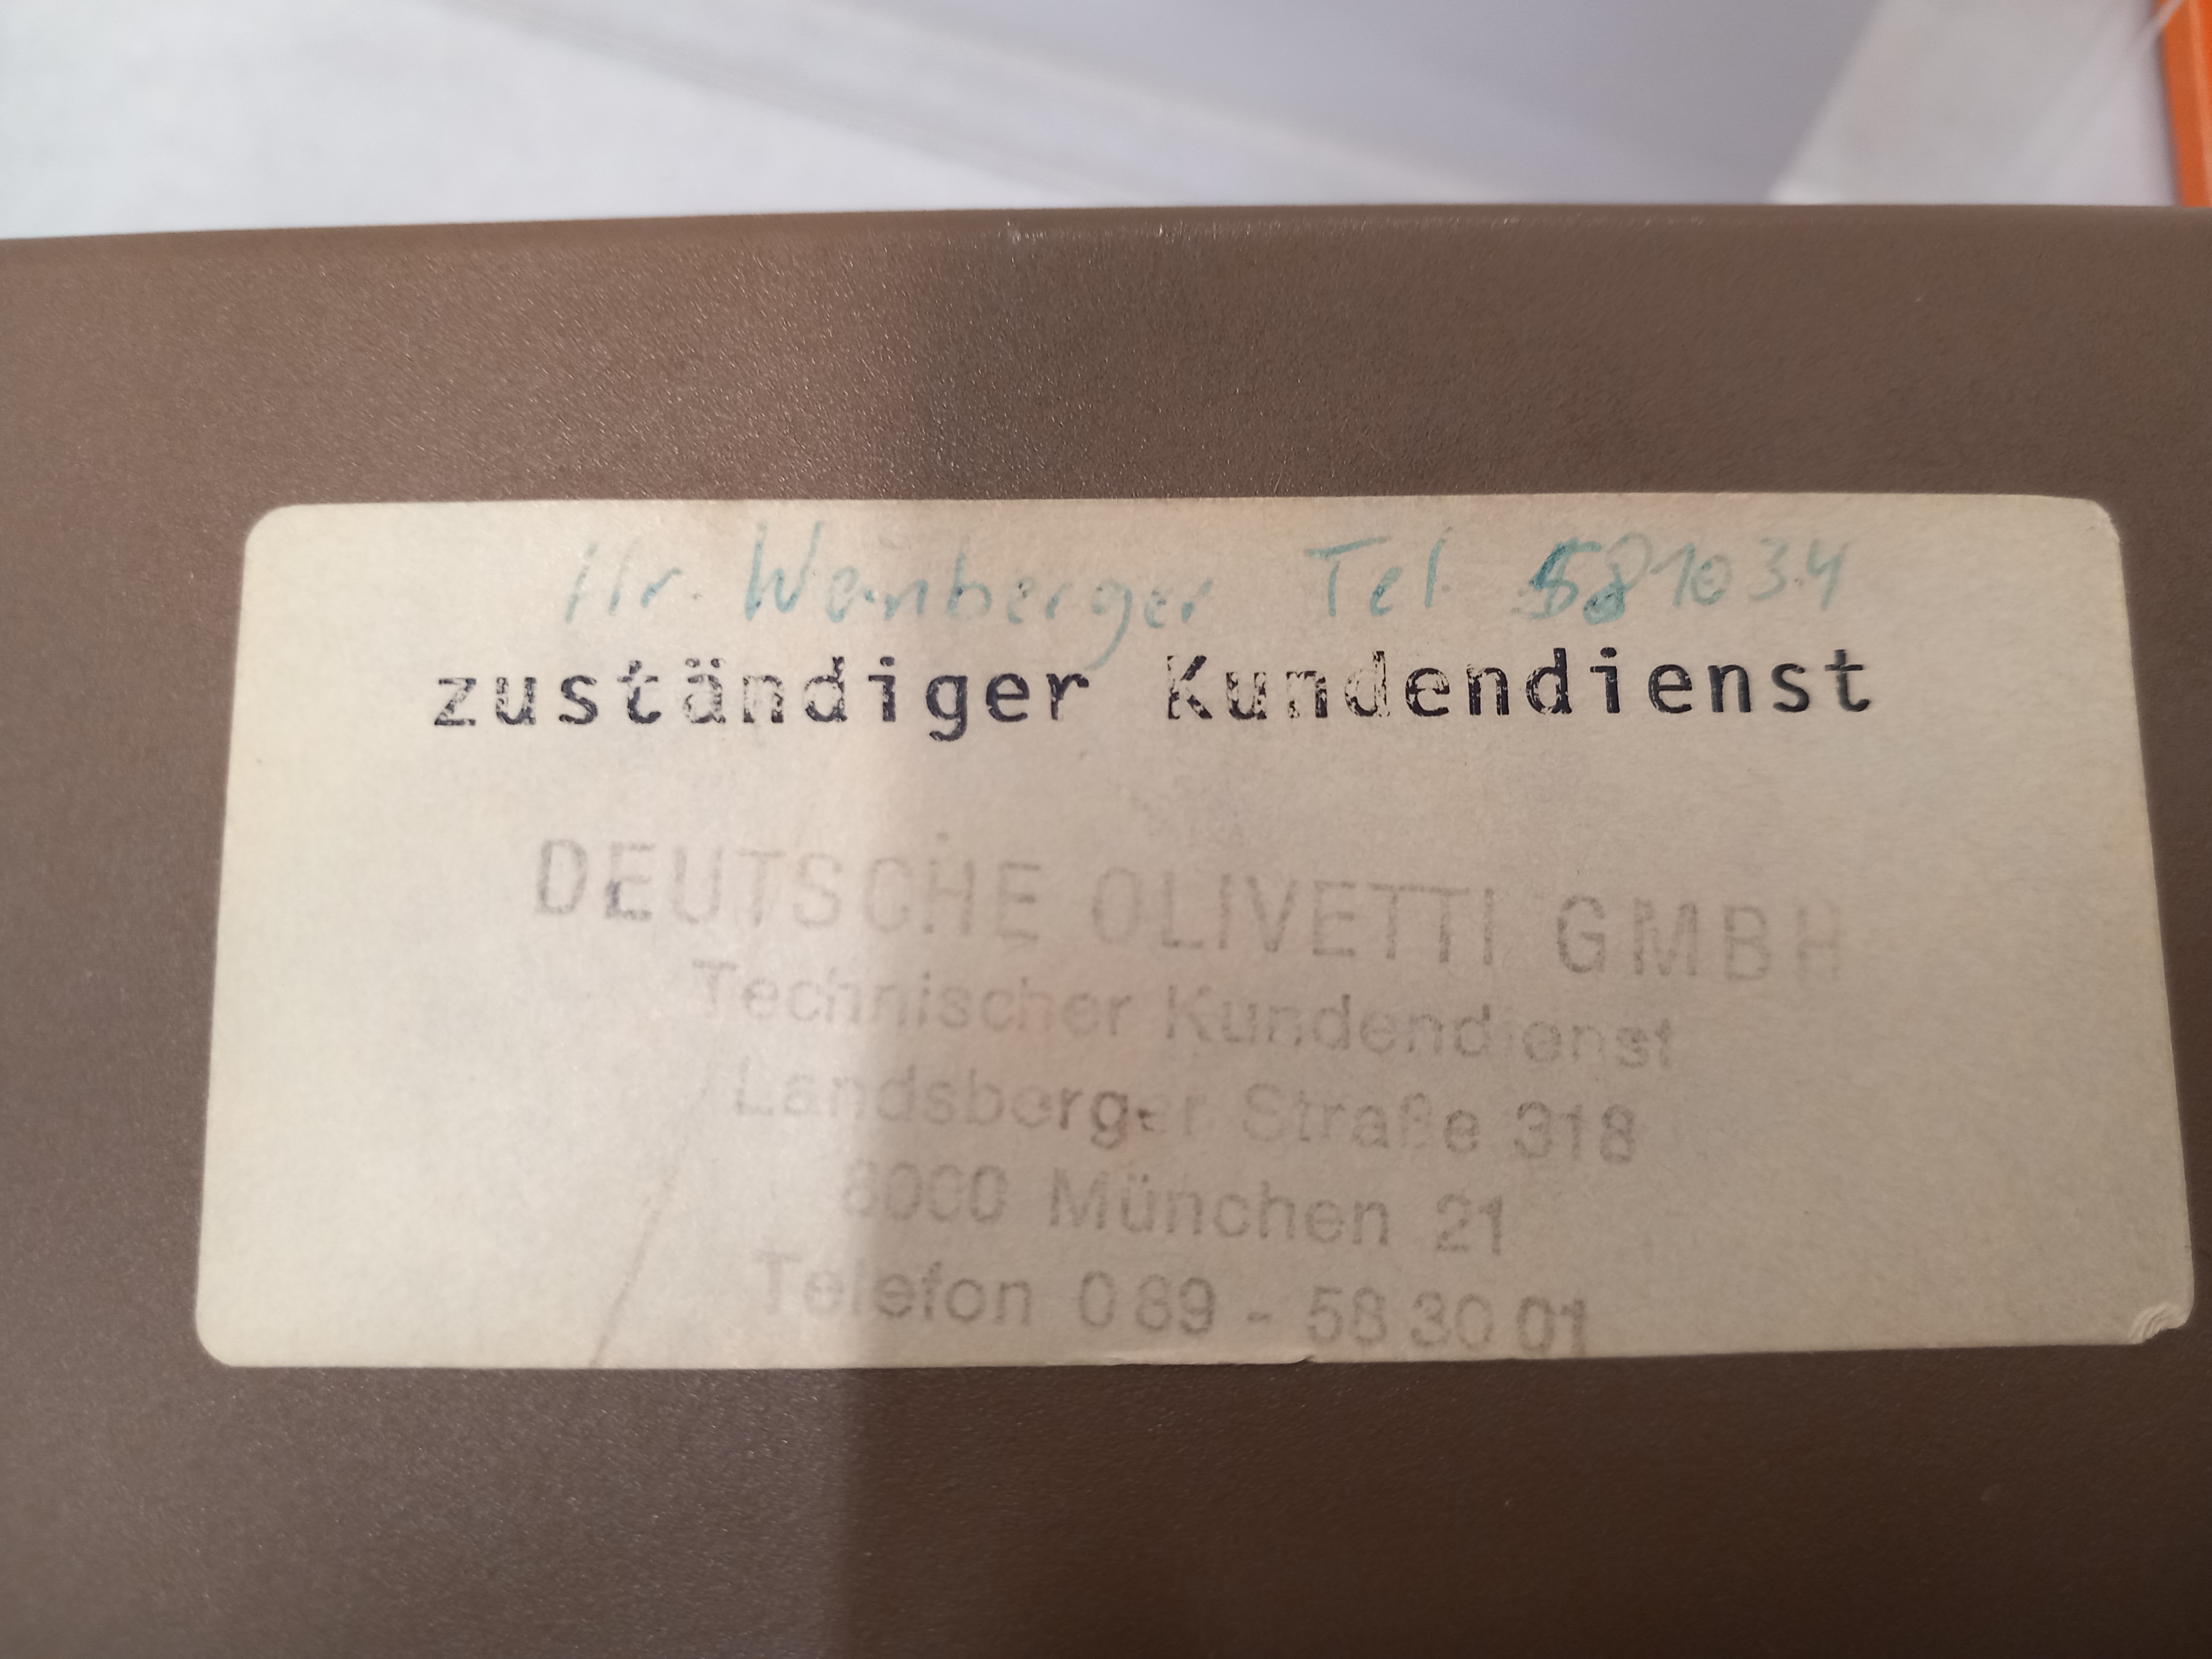 Hr. Weinberger Tel. 581034
zuständiger Kundendienst
DEUTSCHE OLIVETTI GMBH
Technischer Kundendienst
Landsberger Straße 318
8000 München 21
Telefon 089 - 58 30 01